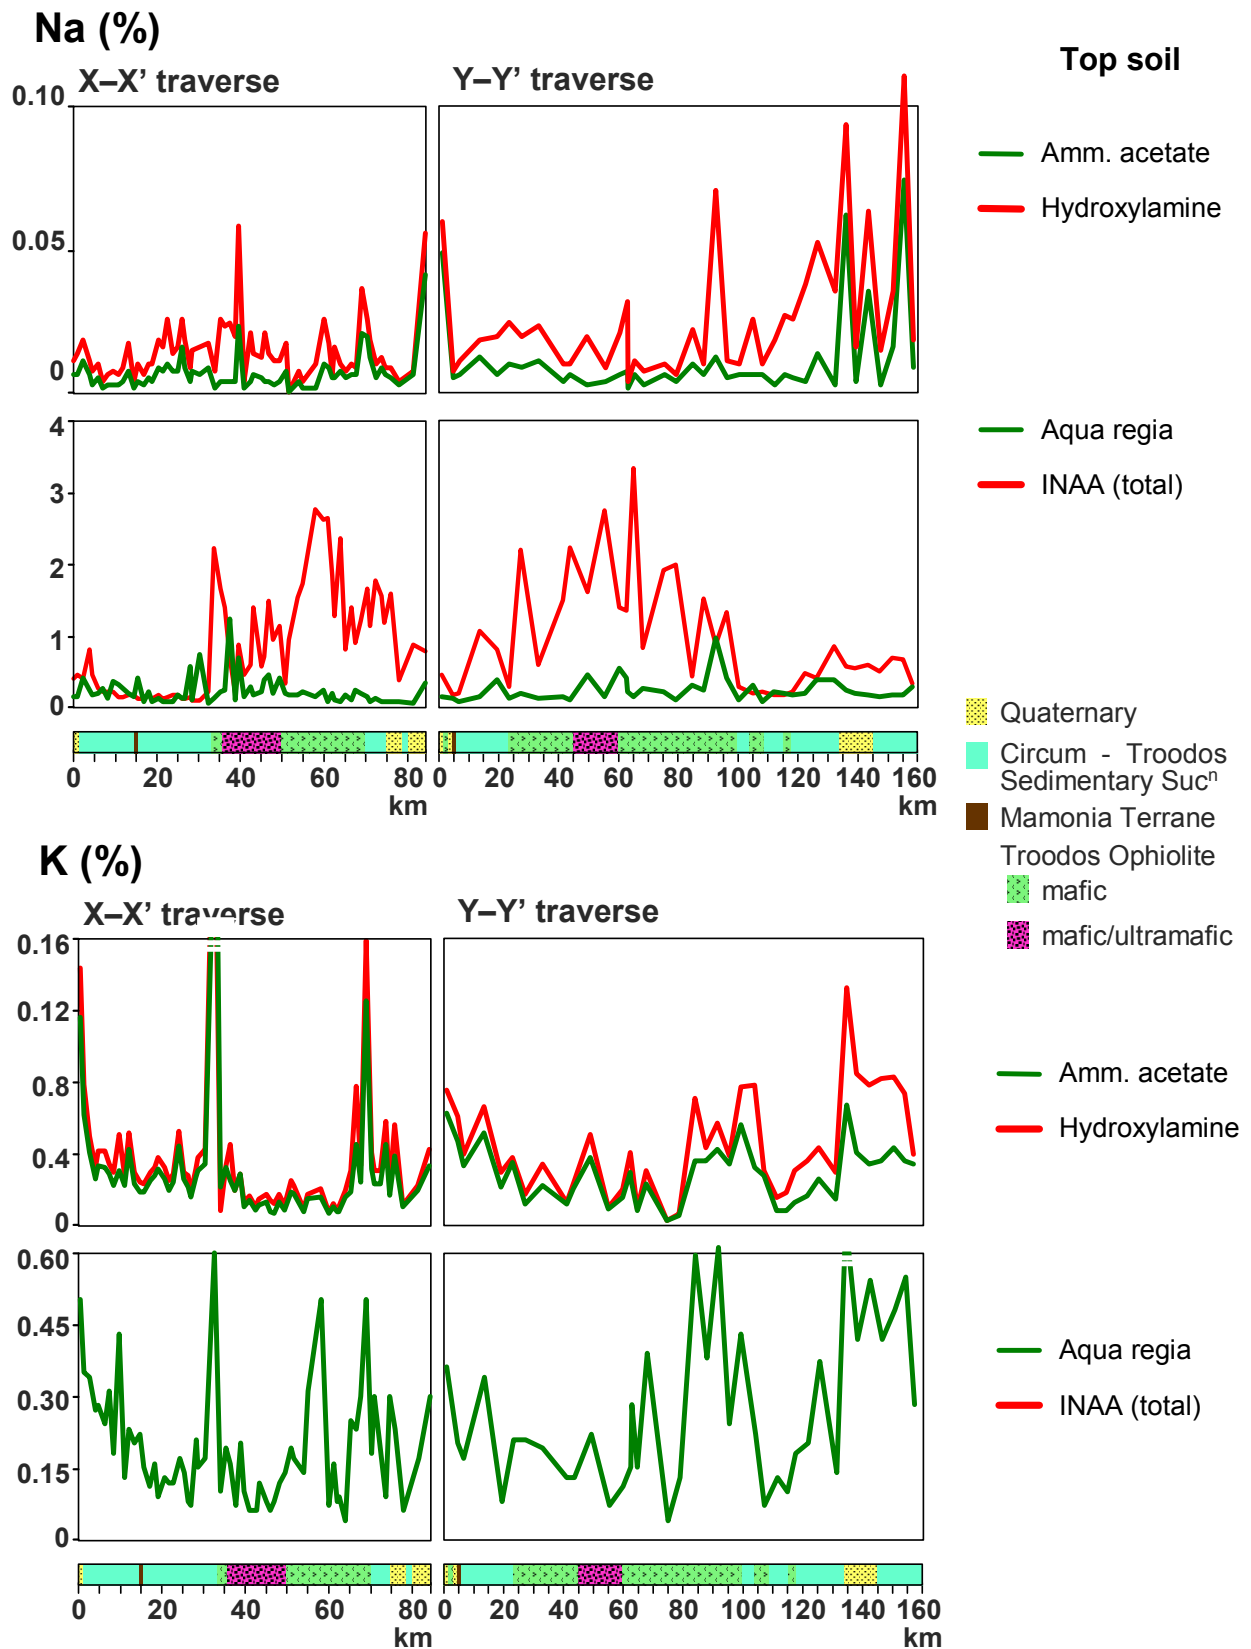 Na (%)
Top soil
X–X’ traverse
Y–Y’ traverse
0.10
0.05
0
Amm. acetate
Hydroxylamine
4
3
2
1
0
Aqua regia
INAA (total)
0 20 40 60 80
km
0 20 40 60 80 100 120 140 160
km
Quaternary
Circum - Troodos
Sedimentary Sucⁿ
Mamonia Terrane
Troodos Ophiolite
mafic
mafic/ultramafic
K (%)
X–X’ traverse
Y–Y’ traverse
0.16
0.12
0.8
0.4
0
Amm. acetate
Hydroxylamine
0.60
0.45
0.30
0.15
0
Aqua regia
INAA (total)
0 20 40 60 80
km
0 20 40 60 80 100 120 140 160
km